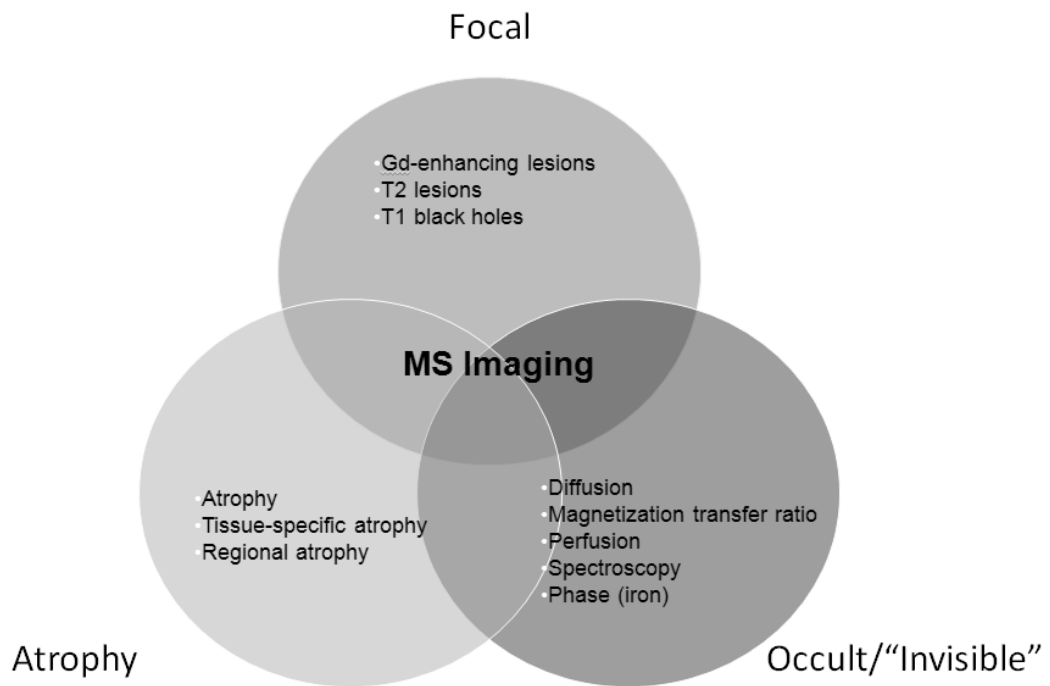 Focal
•Gd-enhancing lesions
•T2 lesions
•T1 black holes
MS Imaging
•Atrophy
•Tissue-specific atrophy
•Regional atrophy
•Diffusion
•Magnetization transfer ratio
•Perfusion
•Spectroscopy
•Phase (iron)
Atrophy
Occult/“Invisible”